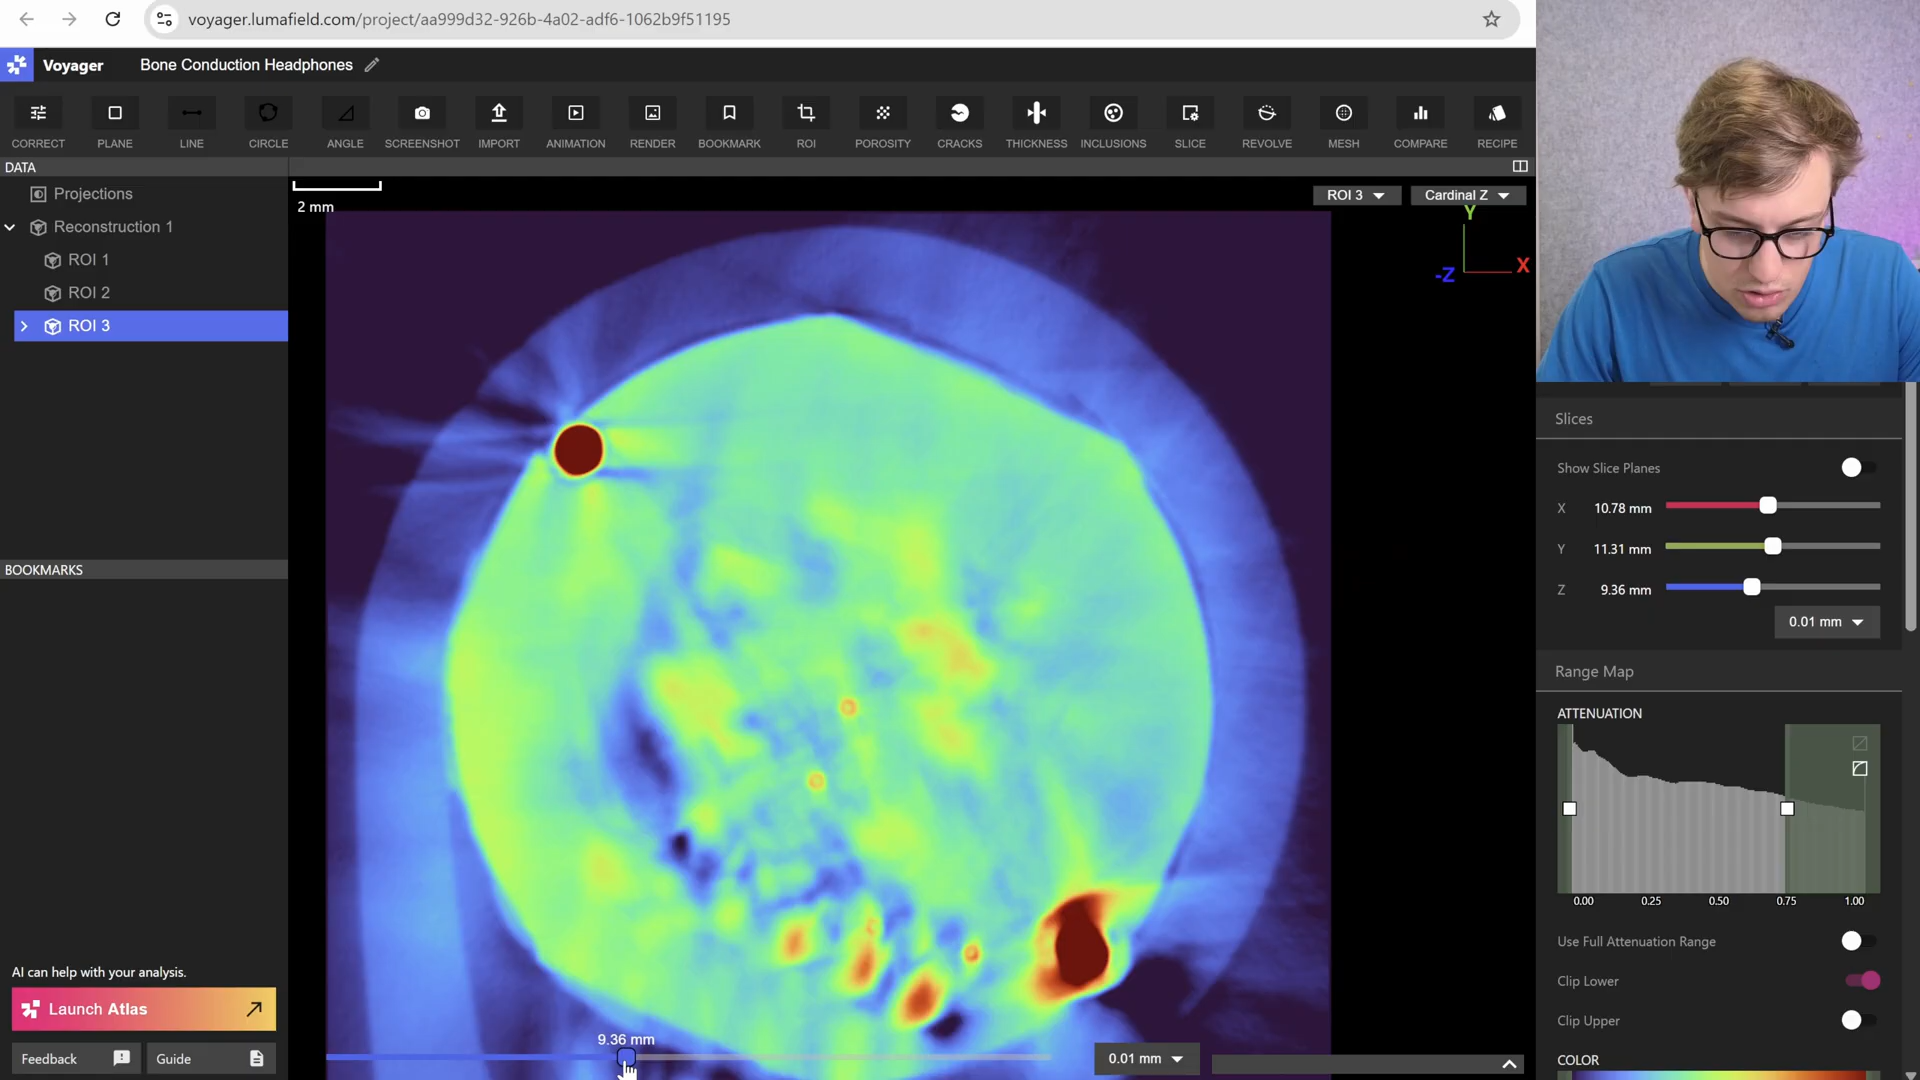 voyager.lumafield.com/project/aa999d32-926b-4a02-adf6-1062b9f51195
Voyager
Bone Conduction Headphones
CORRECT
PLANE
LINE
CIRCLE
ANGLE
SCREENSHOT
IMPORT
ANIMATION
RENDER
BOOKMARK
ROI
POROSITY
CRACKS
THICKNESS
INCLUSIONS
SLICE
REVOLVE
MESH
COMPARE
RECIPE
DATA
Projections
Reconstruction 1
ROI 1
ROI 2
ROI 3
2 mm
ROI 3
Cardinal Z
Y
-Z
X
BOOKMARKS
AI can help with your analysis.
Launch Atlas
Feedback
Guide
9.36 mm
0.01 mm
Slices
Show Slice Planes
X 10.78 mm
Y 11.31 mm
Z 9.36 mm
0.01 mm
Range Map
ATTENUATION
0.00 0.25 0.50 0.75 1.00
Use Full Attenuation Range
Clip Lower
Clip Upper
COLOR